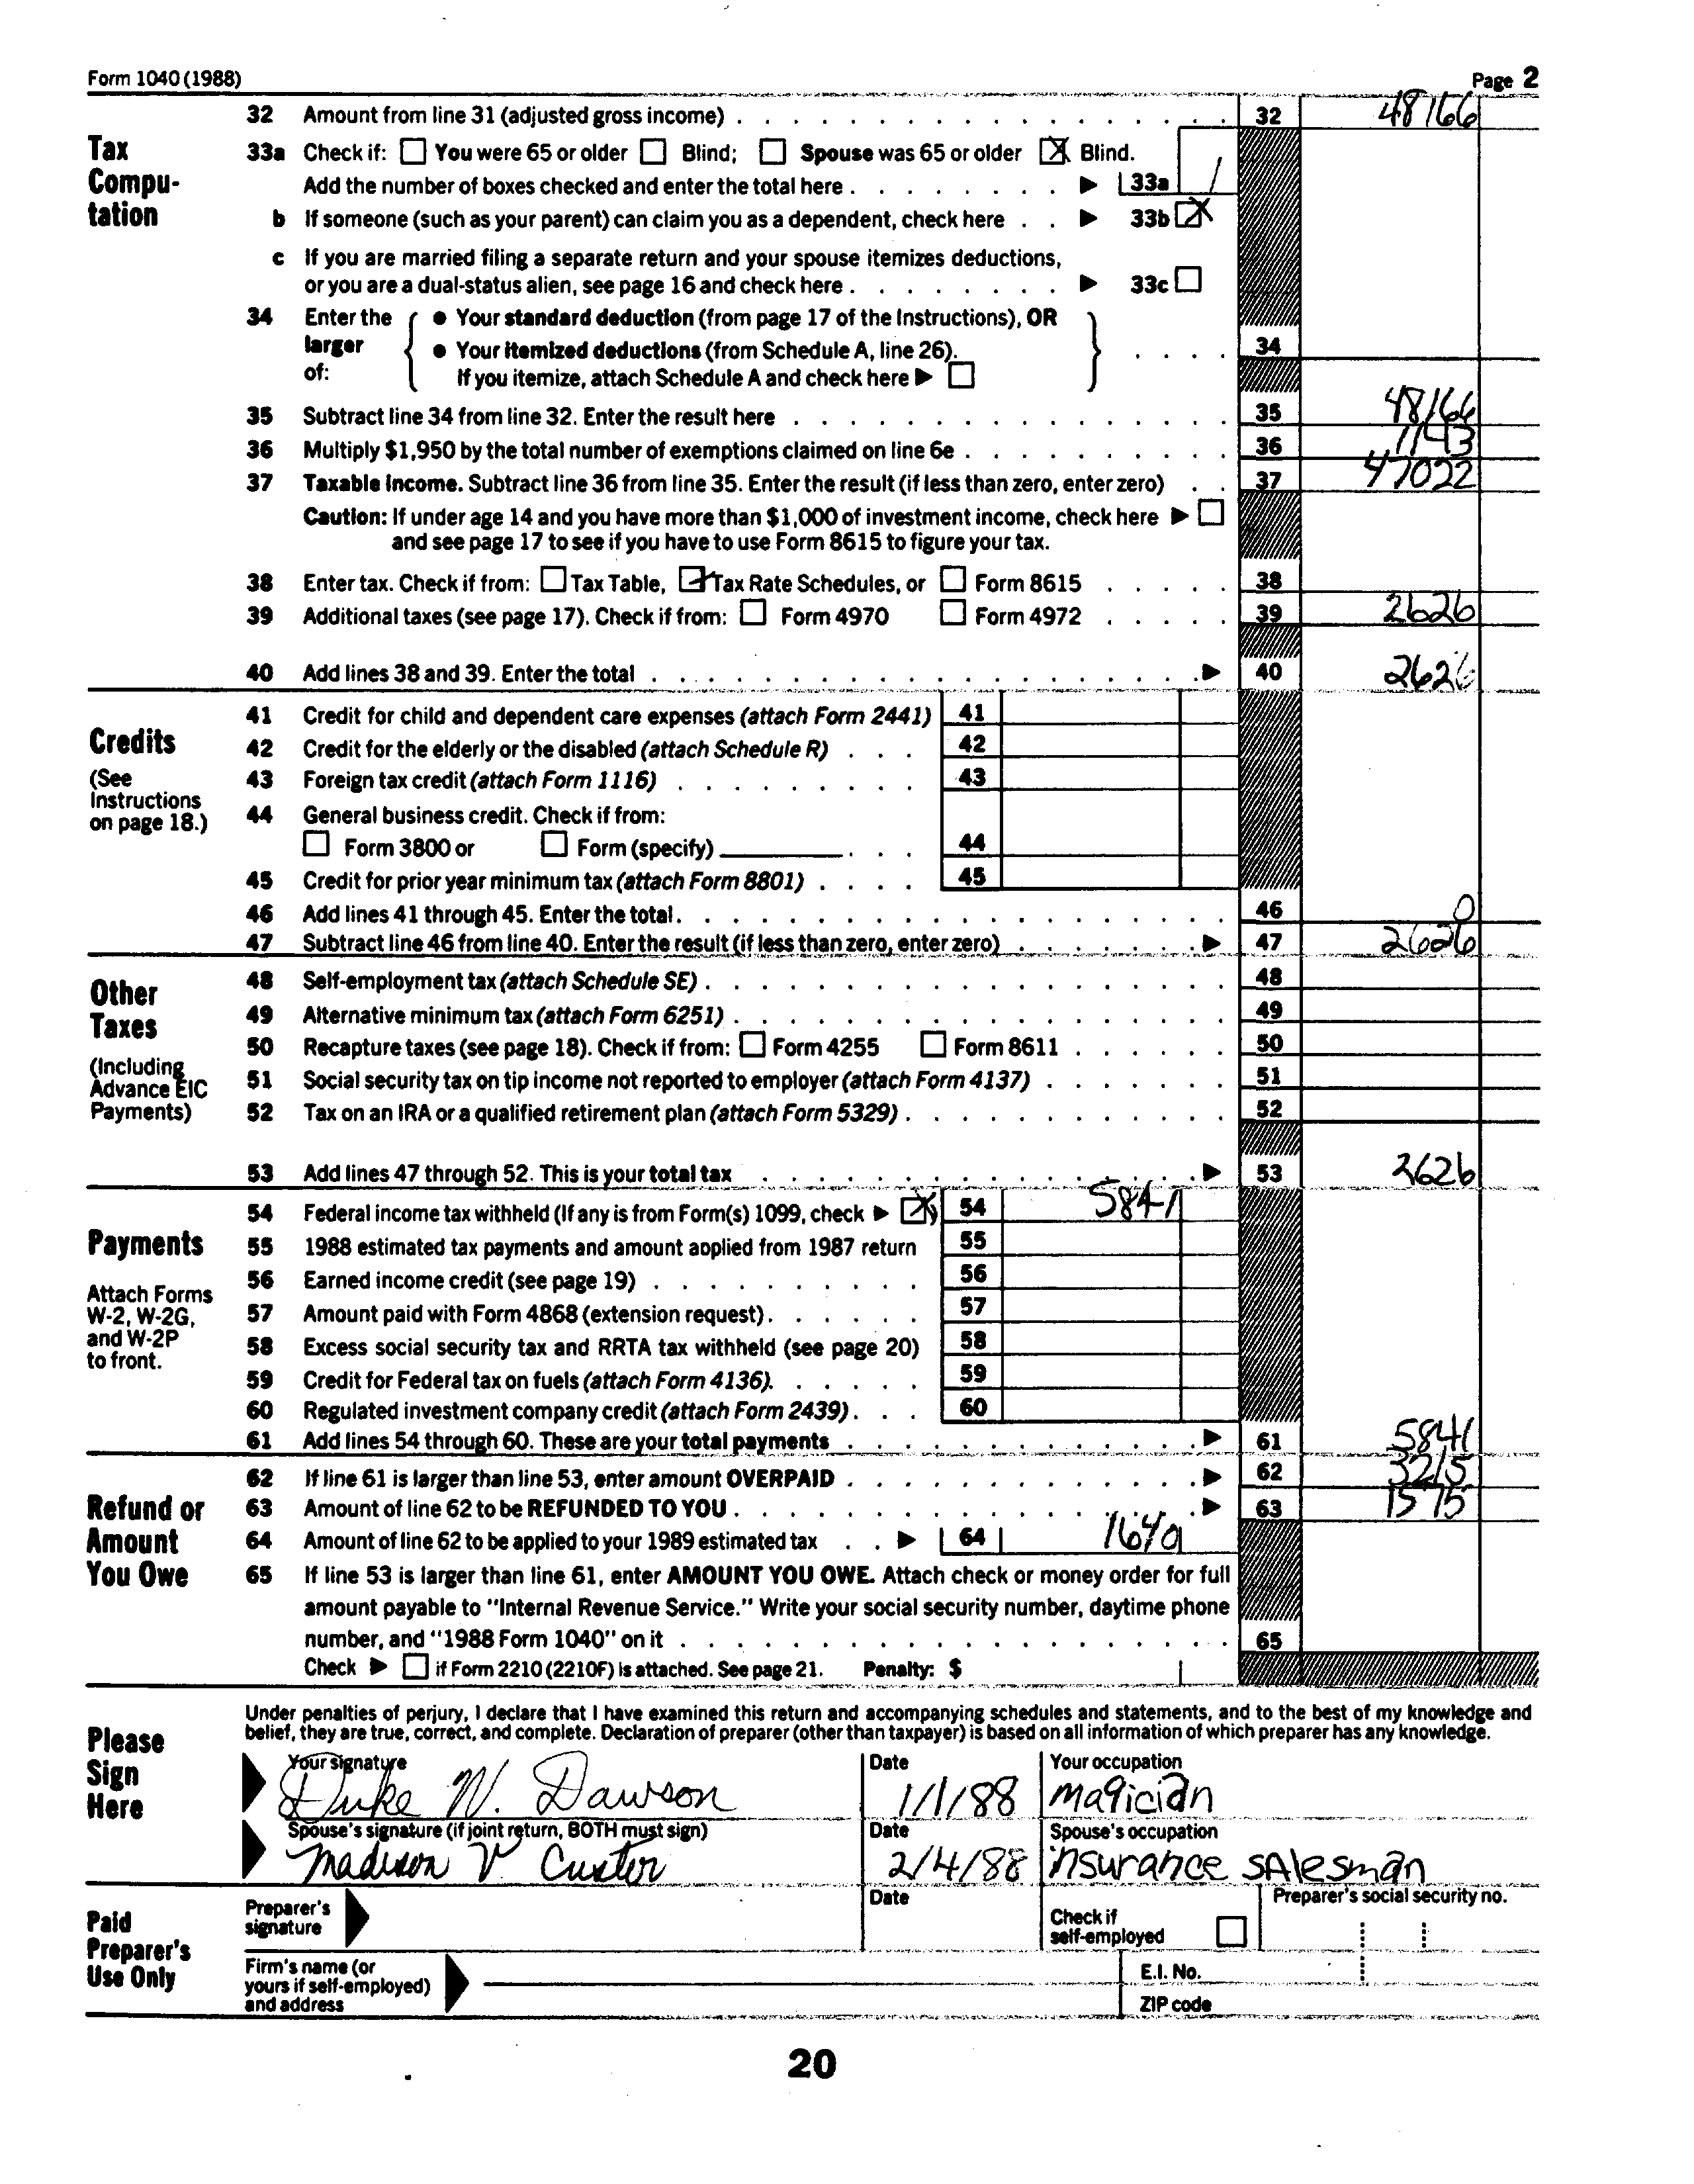 Form 1040 (1988) Page 2
32 Amount from line 31 (adjusted gross income) 32 48166
Tax Compu-tation
33a Check if: You were 65 or older Blind; Spouse was 65 or older X Blind.
Add the number of boxes checked and enter the total here 33a 1
b If someone (such as your parent) can claim you as a dependent, check here 33b X
c If you are married filing a separate return and your spouse itemizes deductions,
or you are a dual-status alien, see page 16 and check here 33c
34 Enter the larger of:
• Your standard deduction (from page 17 of the Instructions), OR
• Your itemized deductions (from Schedule A, line 26).
If you itemize, attach Schedule A and check here
34
35 Subtract line 34 from line 32. Enter the result here 35 48166
36 Multiply $1,950 by the total number of exemptions claimed on line 6e 36 1143
37 Taxable income. Subtract line 36 from line 35. Enter the result (if less than zero, enter zero) 37 47022
Caution: If under age 14 and you have more than $1,000 of investment income, check here
and see page 17 to see if you have to use Form 8615 to figure your tax.
38 Enter tax. Check if from: Tax Table, Tax Rate Schedules, or Form 8615 38
39 Additional taxes (see page 17). Check if from: Form 4970 Form 4972 39 2626
40 Add lines 38 and 39. Enter the total 40 2626
Credits
(See Instructions on page 18.)
41 Credit for child and dependent care expenses (attach Form 2441) 41
42 Credit for the elderly or the disabled (attach Schedule R) 42
43 Foreign tax credit (attach Form 1116) 43
44 General business credit. Check if from:
Form 3800 or Form (specify) 44
45 Credit for prior year minimum tax (attach Form 8801) 45
46 Add lines 41 through 45. Enter the total 46 0
47 Subtract line 46 from line 40. Enter the result (if less than zero, enter zero) 47 2626
Other Taxes
(Including Advance EIC Payments)
48 Self-employment tax (attach Schedule SE) 48
49 Alternative minimum tax (attach Form 6251) 49
50 Recapture taxes (see page 18). Check if from: Form 4255 Form 8611 50
51 Social security tax on tip income not reported to employer (attach Form 4137) 51
52 Tax on an IRA or a qualified retirement plan (attach Form 5329) 52
53 Add lines 47 through 52. This is your total tax 53 2626
Payments
Attach Forms W-2, W-2G, and W-2P to front.
54 Federal income tax withheld (If any is from Form(s) 1099, check X) 54 5841
55 1988 estimated tax payments and amount applied from 1987 return 55
56 Earned income credit (see page 19) 56
57 Amount paid with Form 4868 (extension request) 57
58 Excess social security tax and RRTA tax withheld (see page 20) 58
59 Credit for Federal tax on fuels (attach Form 4136) 59
60 Regulated investment company credit (attach Form 2439) 60
61 Add lines 54 through 60. These are your total payments 61 5841
Refund or Amount You Owe
62 If line 61 is larger than line 53, enter amount OVERPAID 62 3215
63 Amount of line 62 to be REFUNDED TO YOU 63 1575
64 Amount of line 62 to be applied to your 1989 estimated tax 64 1640
65 If line 53 is larger than line 61, enter AMOUNT YOU OWE. Attach check or money order for full
amount payable to "Internal Revenue Service." Write your social security number, daytime phone
number, and "1988 Form 1040" on it 65
Check if Form 2210 (2210F) is attached. See page 21. Penalty: $
Please Sign Here
Under penalties of perjury, I declare that I have examined this return and accompanying schedules and statements, and to the best of my knowledge and
belief, they are true, correct, and complete. Declaration of preparer (other than taxpayer) is based on all information of which preparer has any knowledge.
Your signature Date Your occupation
Duke W. Dawson 1/1/88 magician
Spouse's signature (if joint return, BOTH must sign) Date Spouse's occupation
Madison V Custer 2/4/88 insurance sAlesman
Paid Preparer's Use Only
Preparer's signature Date Check if self-employed Preparer's social security no.
Firm's name (or yours if self-employed) and address
E.I. No.
ZIP code
20